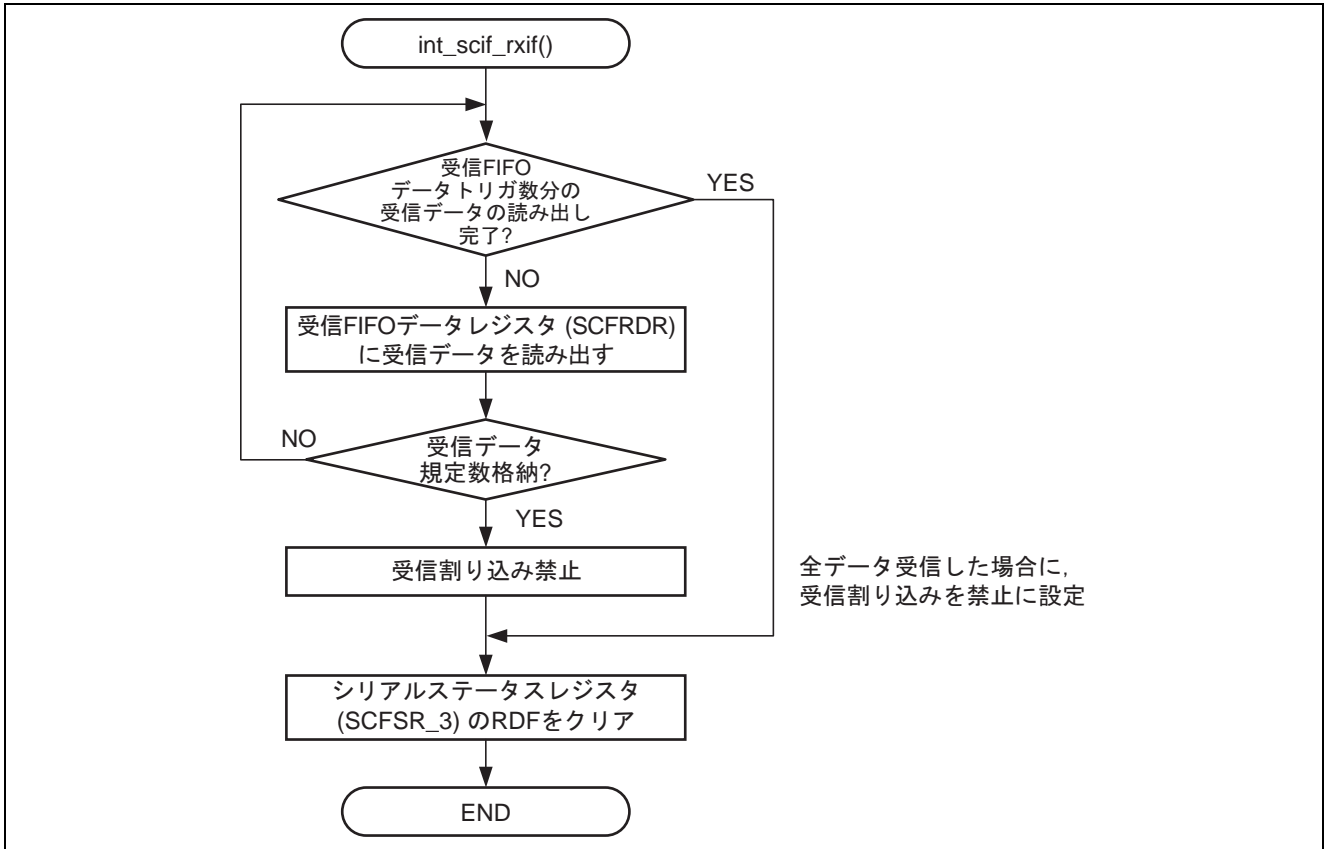 int_scif_rxif()
受信FIFO
データトリガ数分の
受信データの読み出し
完了?
YES
NO
受信FIFOデータレジスタ (SCFRDR)
に受信データを読み出す
NO
受信データ
規定数格納?
YES
受信割り込み禁止
全データ受信した場合に,
受信割り込みを禁止に設定
シリアルステータスレジスタ
(SCFSR_3) のRDFをクリア
END